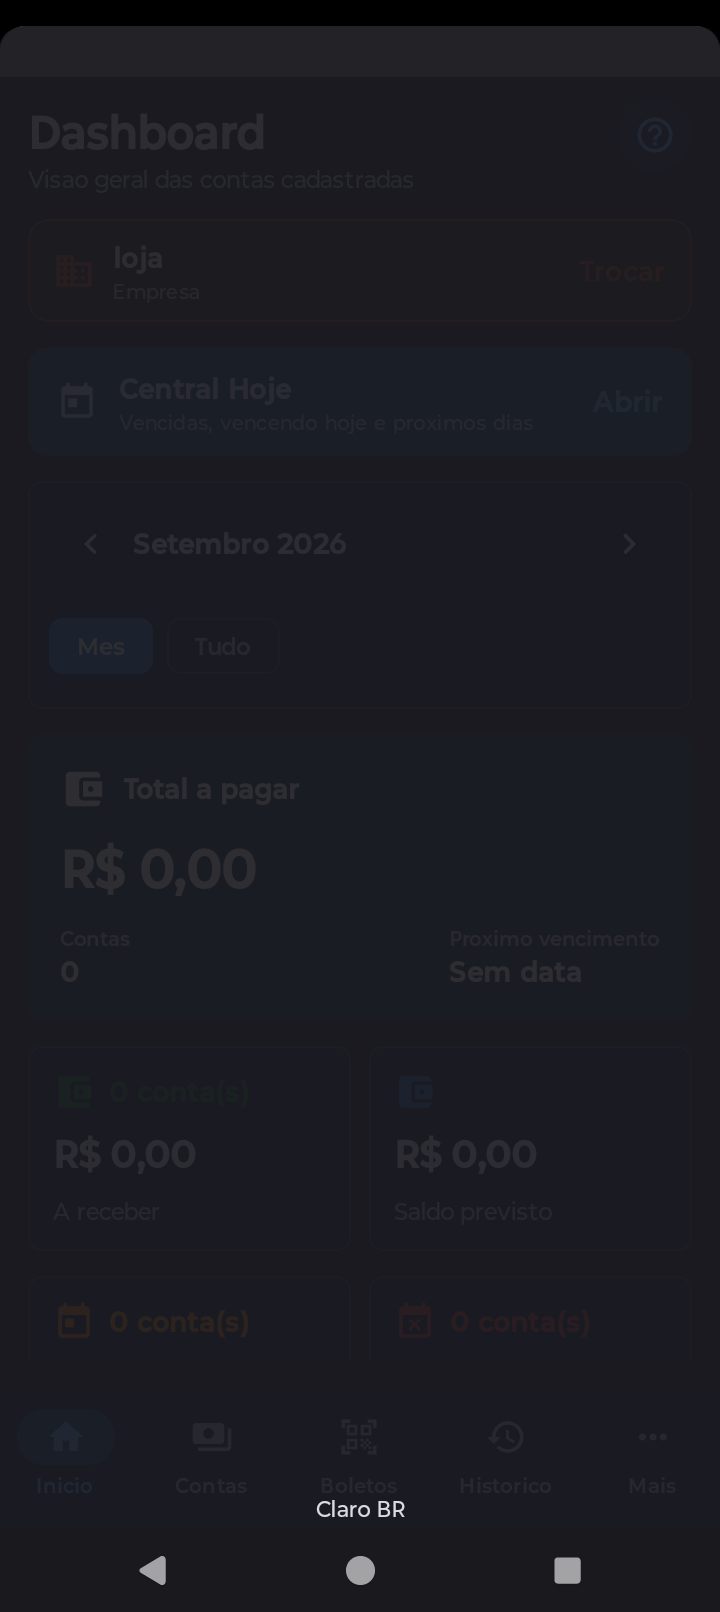 Dashboard
Visao geral das contas cadastradas
loja
Empresa
Trocar
Central Hoje
Vencidas, vencendo hoje e proximos dias
Abrir
Setembro 2026
Mes
Tudo
Total a pagar
R$ 0,00
Contas
0
Proximo vencimento
Sem data
0 conta(s)
R$ 0,00
A receber
R$ 0,00
Saldo previsto
0 conta(s)
0 conta(s)
Inicio
Contas
Boletos
Historico
Mais
Claro BR